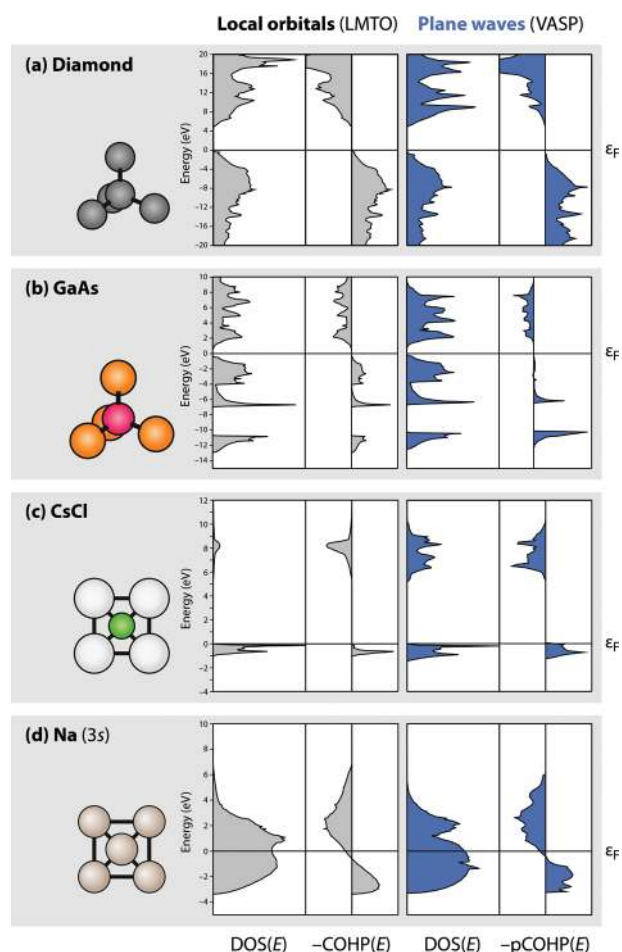 Local orbitals (LMTO) Plane waves (VASP)
(a) Diamond
Energy (eV)
20
16
12
8
4
0
−4
−8
−12
−16
−20
εF
(b) GaAs
Energy (eV)
10
8
6
4
2
0
−2
−4
−6
−8
−10
−12
−14
εF
(c) CsCl
Energy (eV)
12
10
8
6
4
2
0
−2
−4
εF
(d) Na (3s)
Energy (eV)
10
8
6
4
2
0
−2
−4
εF
DOS(E) −COHP(E) DOS(E) −pCOHP(E)